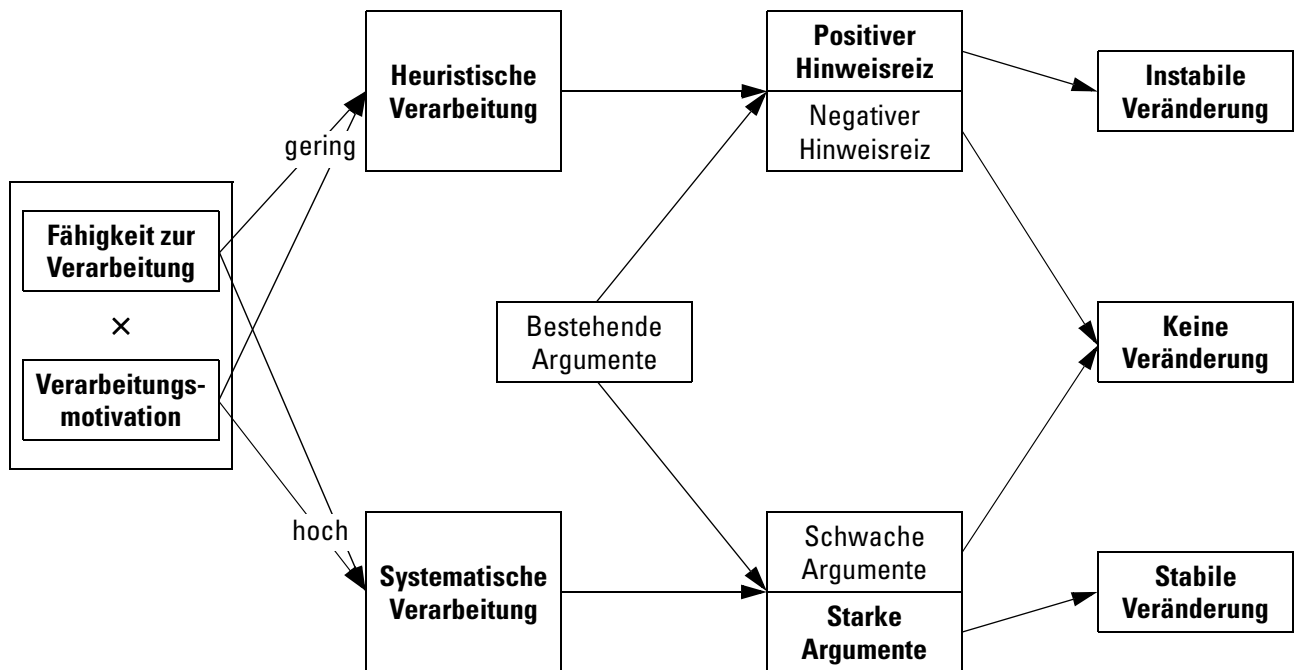 Heuristische
Verarbeitung
Positiver
Hinweisreiz
Negativer
Hinweisreiz
Instabile
Veränderung
gering
Fähigkeit zur
Verarbeitung
×
Verarbeitungs-
motivation
Bestehende
Argumente
Keine
Veränderung
hoch
Systematische
Verarbeitung
Schwache
Argumente
Starke
Argumente
Stabile
Veränderung